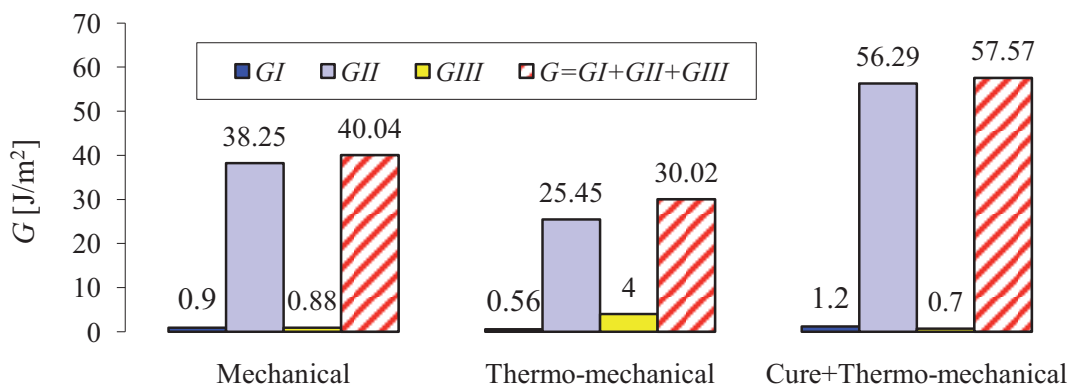 70
60
50
40
30
20
10
0
G [J/m²]
GI GII GIII G=GI+GII+GIII
0.9 38.25 0.88 40.04
0.56 25.45 4 30.02
1.2 56.29 0.7 57.57
Mechanical Thermo-mechanical Cure+Thermo-mechanical